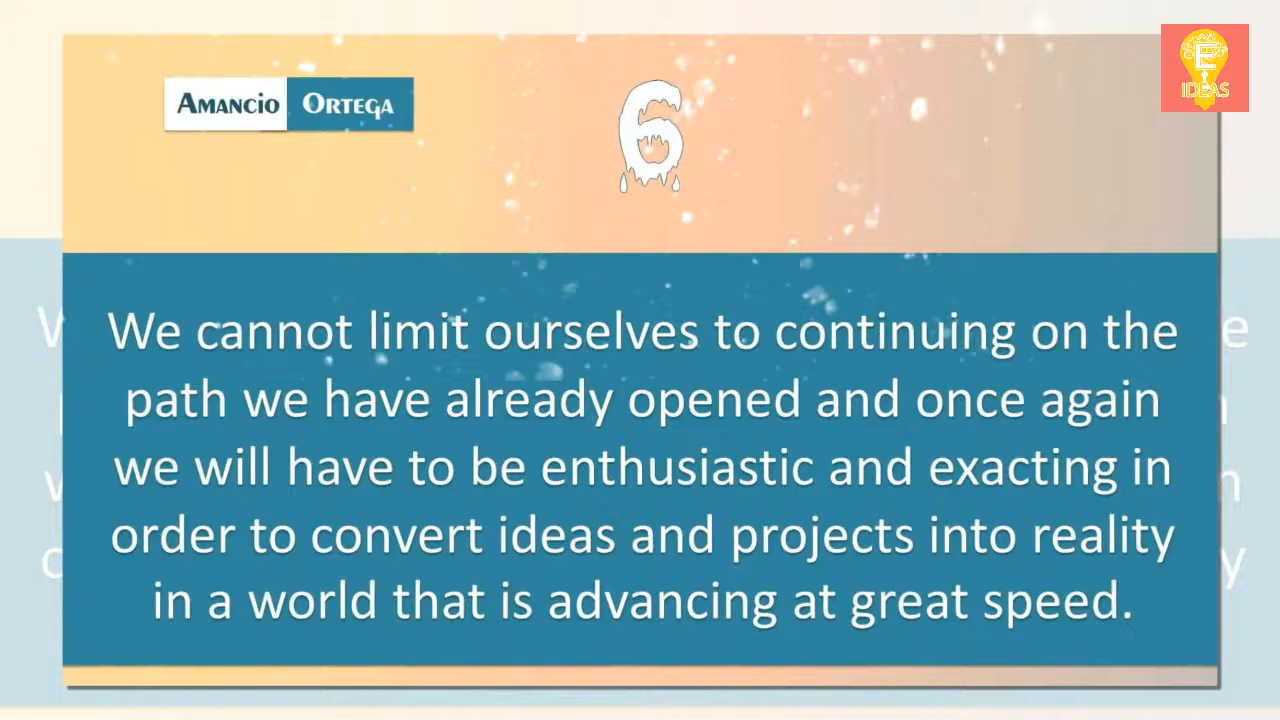 Amancio Ortega
6
E
IDEAS
We cannot limit ourselves to continuing on the
path we have already opened and once again
we will have to be enthusiastic and exacting in
order to convert ideas and projects into reality
in a world that is advancing at great speed.